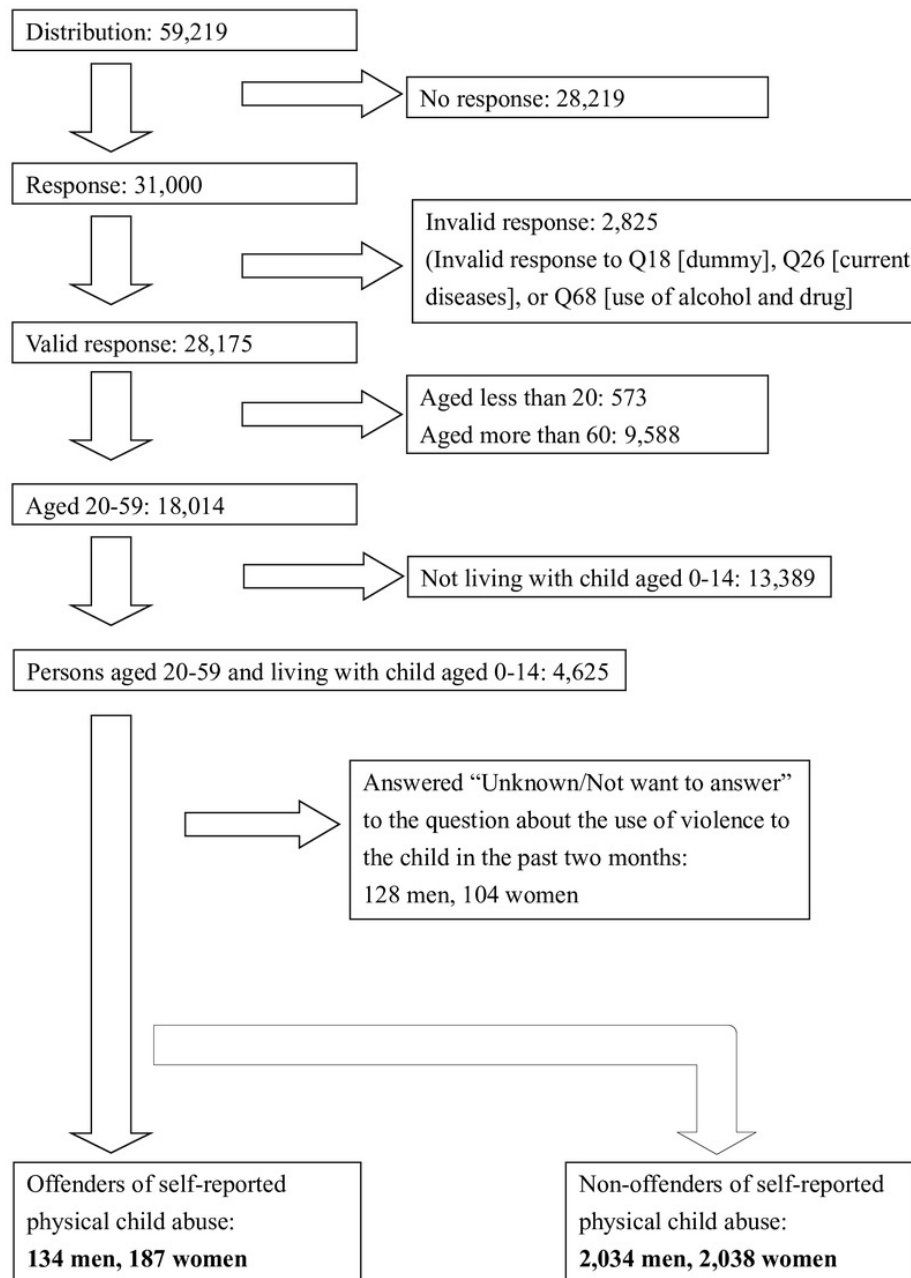 Distribution: 59,219
No response: 28,219
Response: 31,000
Invalid response: 2,825
(Invalid response to Q18 [dummy], Q26 [current
diseases], or Q68 [use of alcohol and drug]
Valid response: 28,175
Aged less than 20: 573
Aged more than 60: 9,588
Aged 20-59: 18,014
Not living with child aged 0-14: 13,389
Persons aged 20-59 and living with child aged 0-14: 4,625
Answered “Unknown/Not want to answer”
to the question about the use of violence to
the child in the past two months:
128 men, 104 women
Offenders of self-reported
physical child abuse:
134 men, 187 women
Non-offenders of self-reported
physical child abuse:
2,034 men, 2,038 women